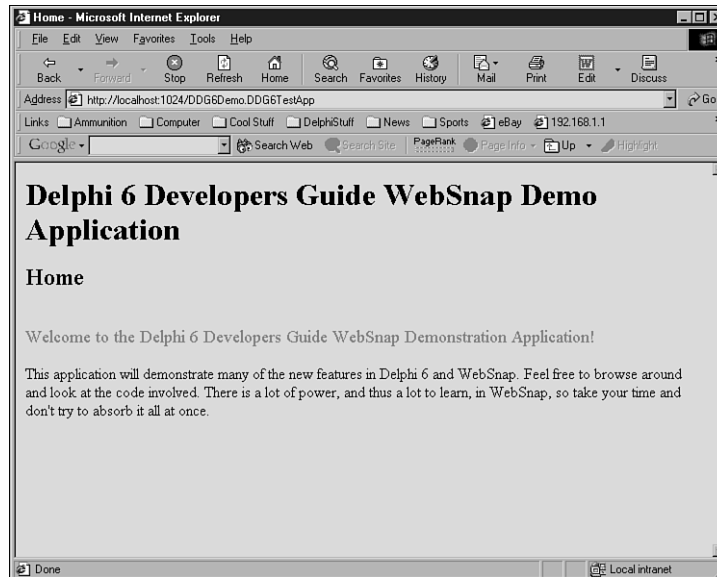 Home - Microsoft Internet Explorer
File Edit View Favorites Tools Help
Back Forward Stop Refresh Home Search Favorites History Mail Print Edit Discuss
Address http://localhost:1024/DDG6Demo.DDG6TestApp Go
Links Ammunition Computer Cool Stuff DelphiStuff News Sports eBay 192.168.1.1
Google Search Web Search Site PageRank Page Info Up Highlight
Delphi 6 Developers Guide WebSnap Demo
Application
Home
Welcome to the Delphi 6 Developers Guide WebSnap Demonstration Application!
This application will demonstrate many of the new features in Delphi 6 and WebSnap. Feel free to browse around
and look at the code involved. There is a lot of power, and thus a lot to learn, in WebSnap, so take your time and
don't try to absorb it all at once.
Done Local intranet